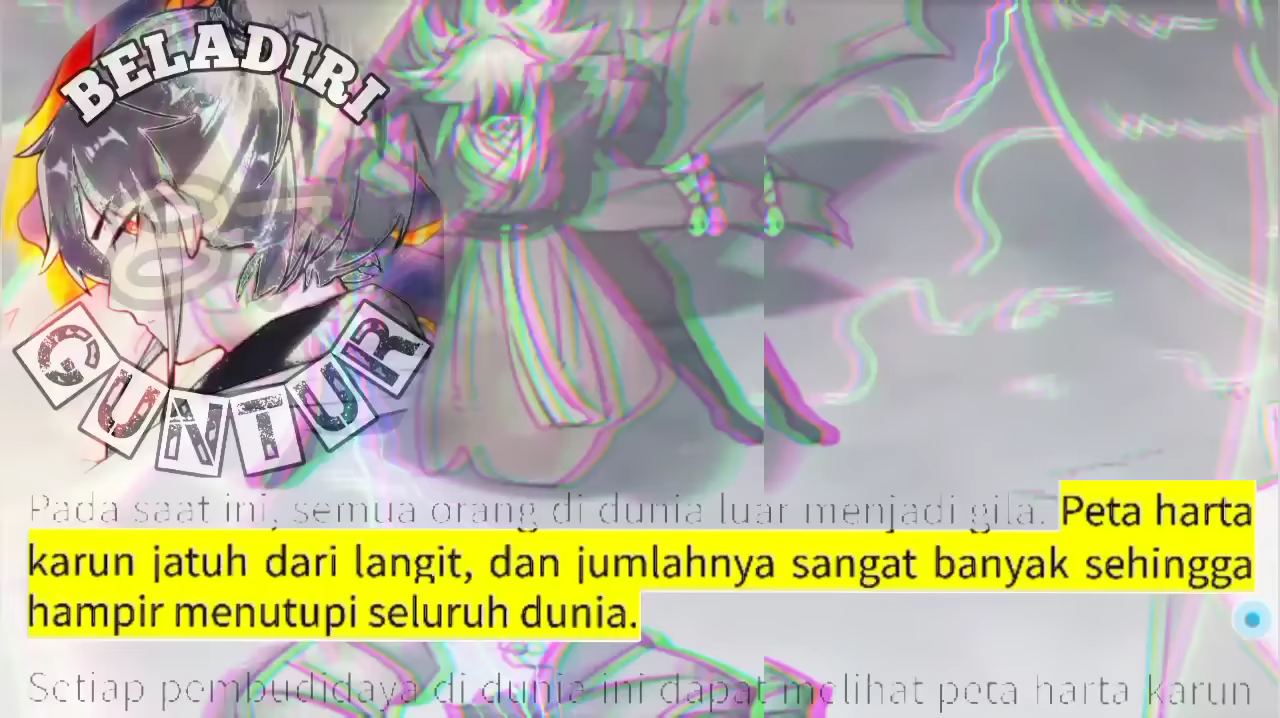 BELADIRI
GUNTUR
Pada saat ini, semua orang di dunia luar menjadi gila. Peta harta
karun jatuh dari langit, dan jumlahnya sangat banyak sehingga
hampir menutupi seluruh dunia.
Setiap pembudidaya di dunia ini dapat melihat peta harta karun